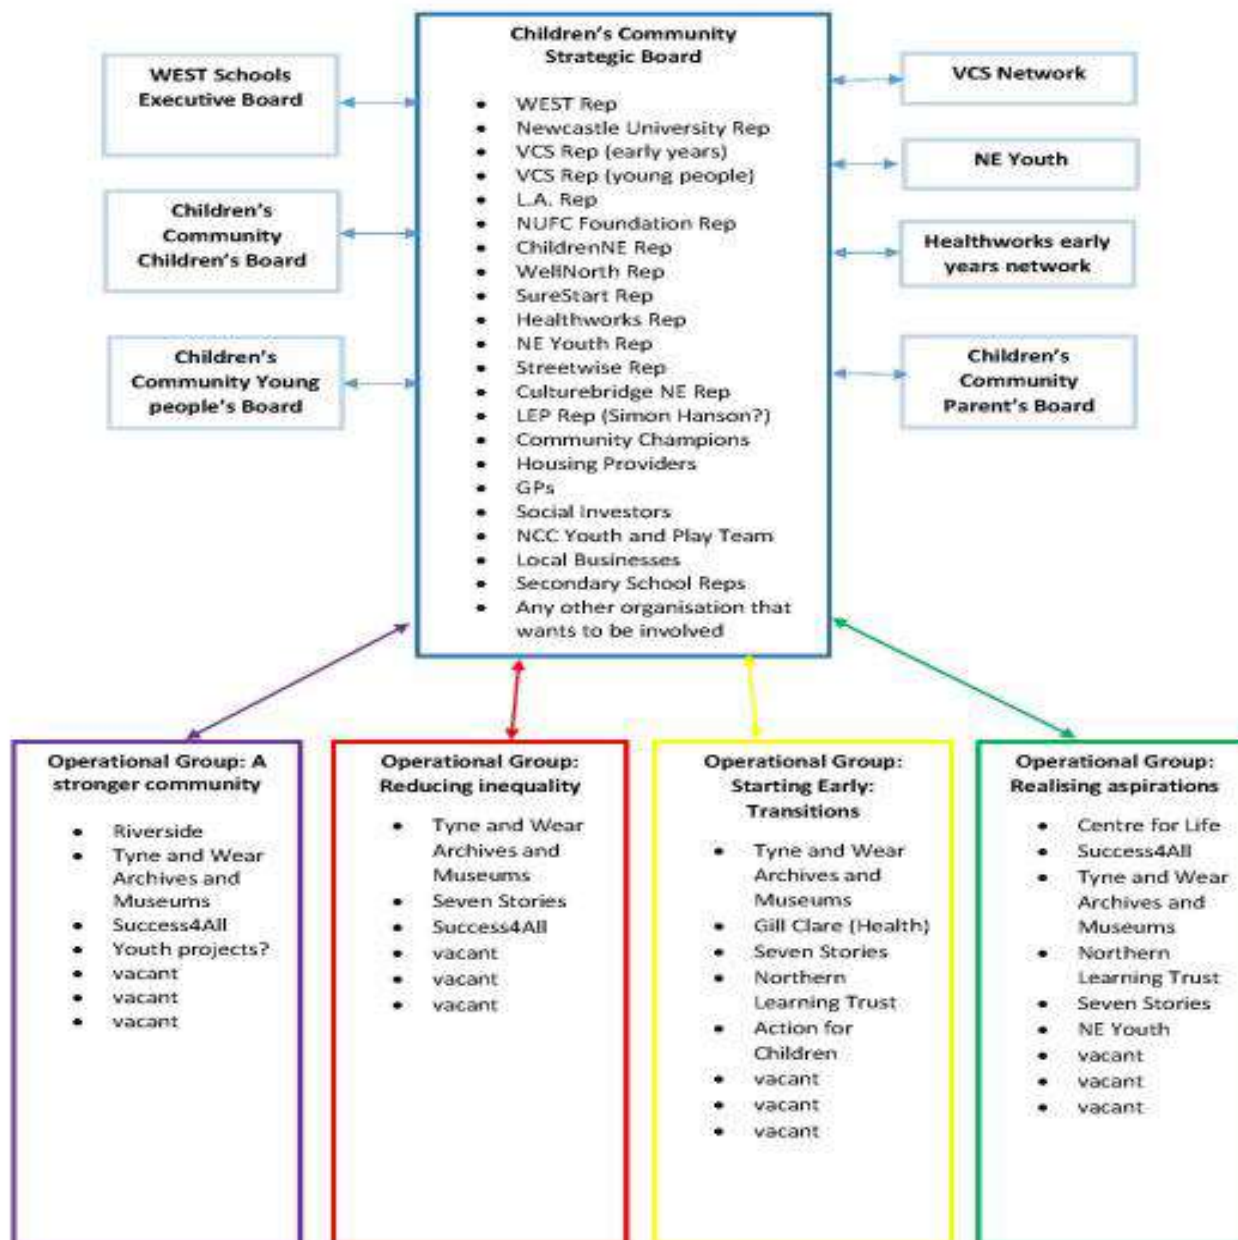 Children's Community
Strategic Board
• WEST Rep
• Newcastle University Rep
• VCS Rep (early years)
• VCS Rep (young people)
• L.A. Rep
• NUFC Foundation Rep
• ChildrenNE Rep
• WellNorth Rep
• SureStart Rep
• Healthworks Rep
• NE Youth Rep
• Streetwise Rep
• Culturebridge NE Rep
• LEP Rep (Simon Hanson?)
• Community Champions
• Housing Providers
• GPs
• Social Investors
• NCC Youth and Play Team
• Local Businesses
• Secondary School Reps
• Any other organisation that
wants to be involved
WEST Schools
Executive Board
Children's
Community
Children's Board
Children's
Community Young
people's Board
VCS Network
NE Youth
Healthworks early
years network
Children's
Community
Parent's Board
Operational Group: A
stronger community
• Riverside
• Tyne and Wear
Archives and
Museums
• Success4All
• Youth projects?
• vacant
• vacant
• vacant
Operational Group:
Reducing inequality
• Tyne and Wear
Archives and
Museums
• Seven Stories
• Success4All
• vacant
• vacant
• vacant
Operational Group:
Starting Early:
Transitions
• Tyne and Wear
Archives and
Museums
• Gill Clare (Health)
• Seven Stories
• Northern
Learning Trust
• Action for
Children
• vacant
• vacant
• vacant
Operational Group:
Realising aspirations
• Centre for Life
• Success4All
• Tyne and Wear
Archives and
Museums
• Northern
Learning Trust
• Seven Stories
• NE Youth
• vacant
• vacant
• vacant